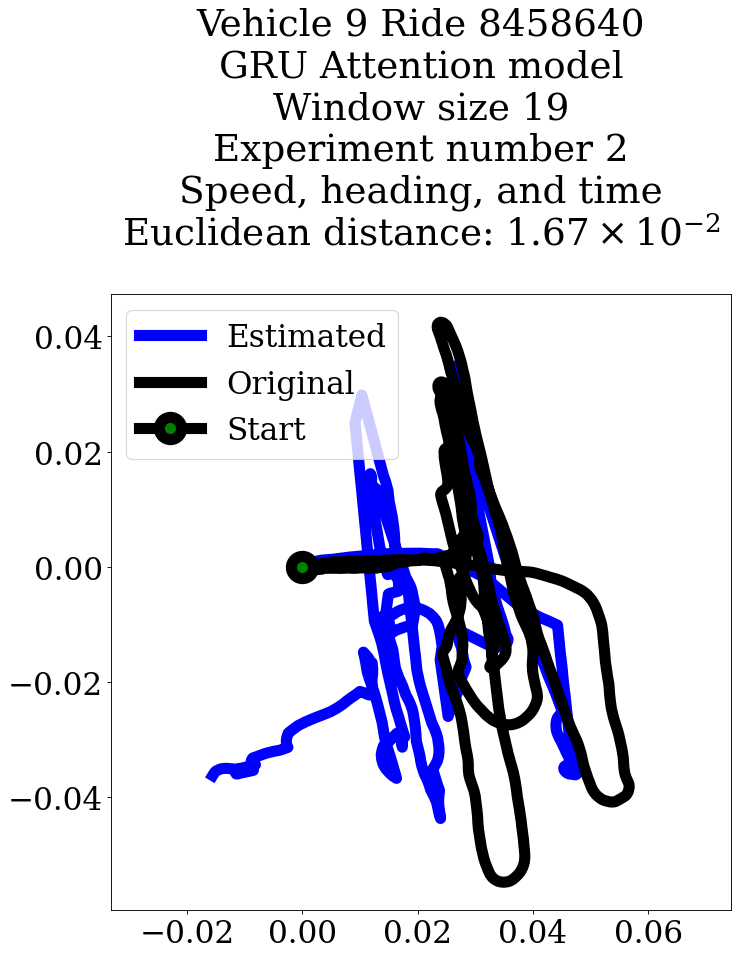 Vehicle 9 Ride 8458640
GRU Attention model
Window size 19
Experiment number 2
Speed, heading, and time
Euclidean distance: 1.67 × 10⁻²
Estimated
Original
Start
0.04
0.02
0.00
−0.02
−0.04
−0.02 0.00 0.02 0.04 0.06